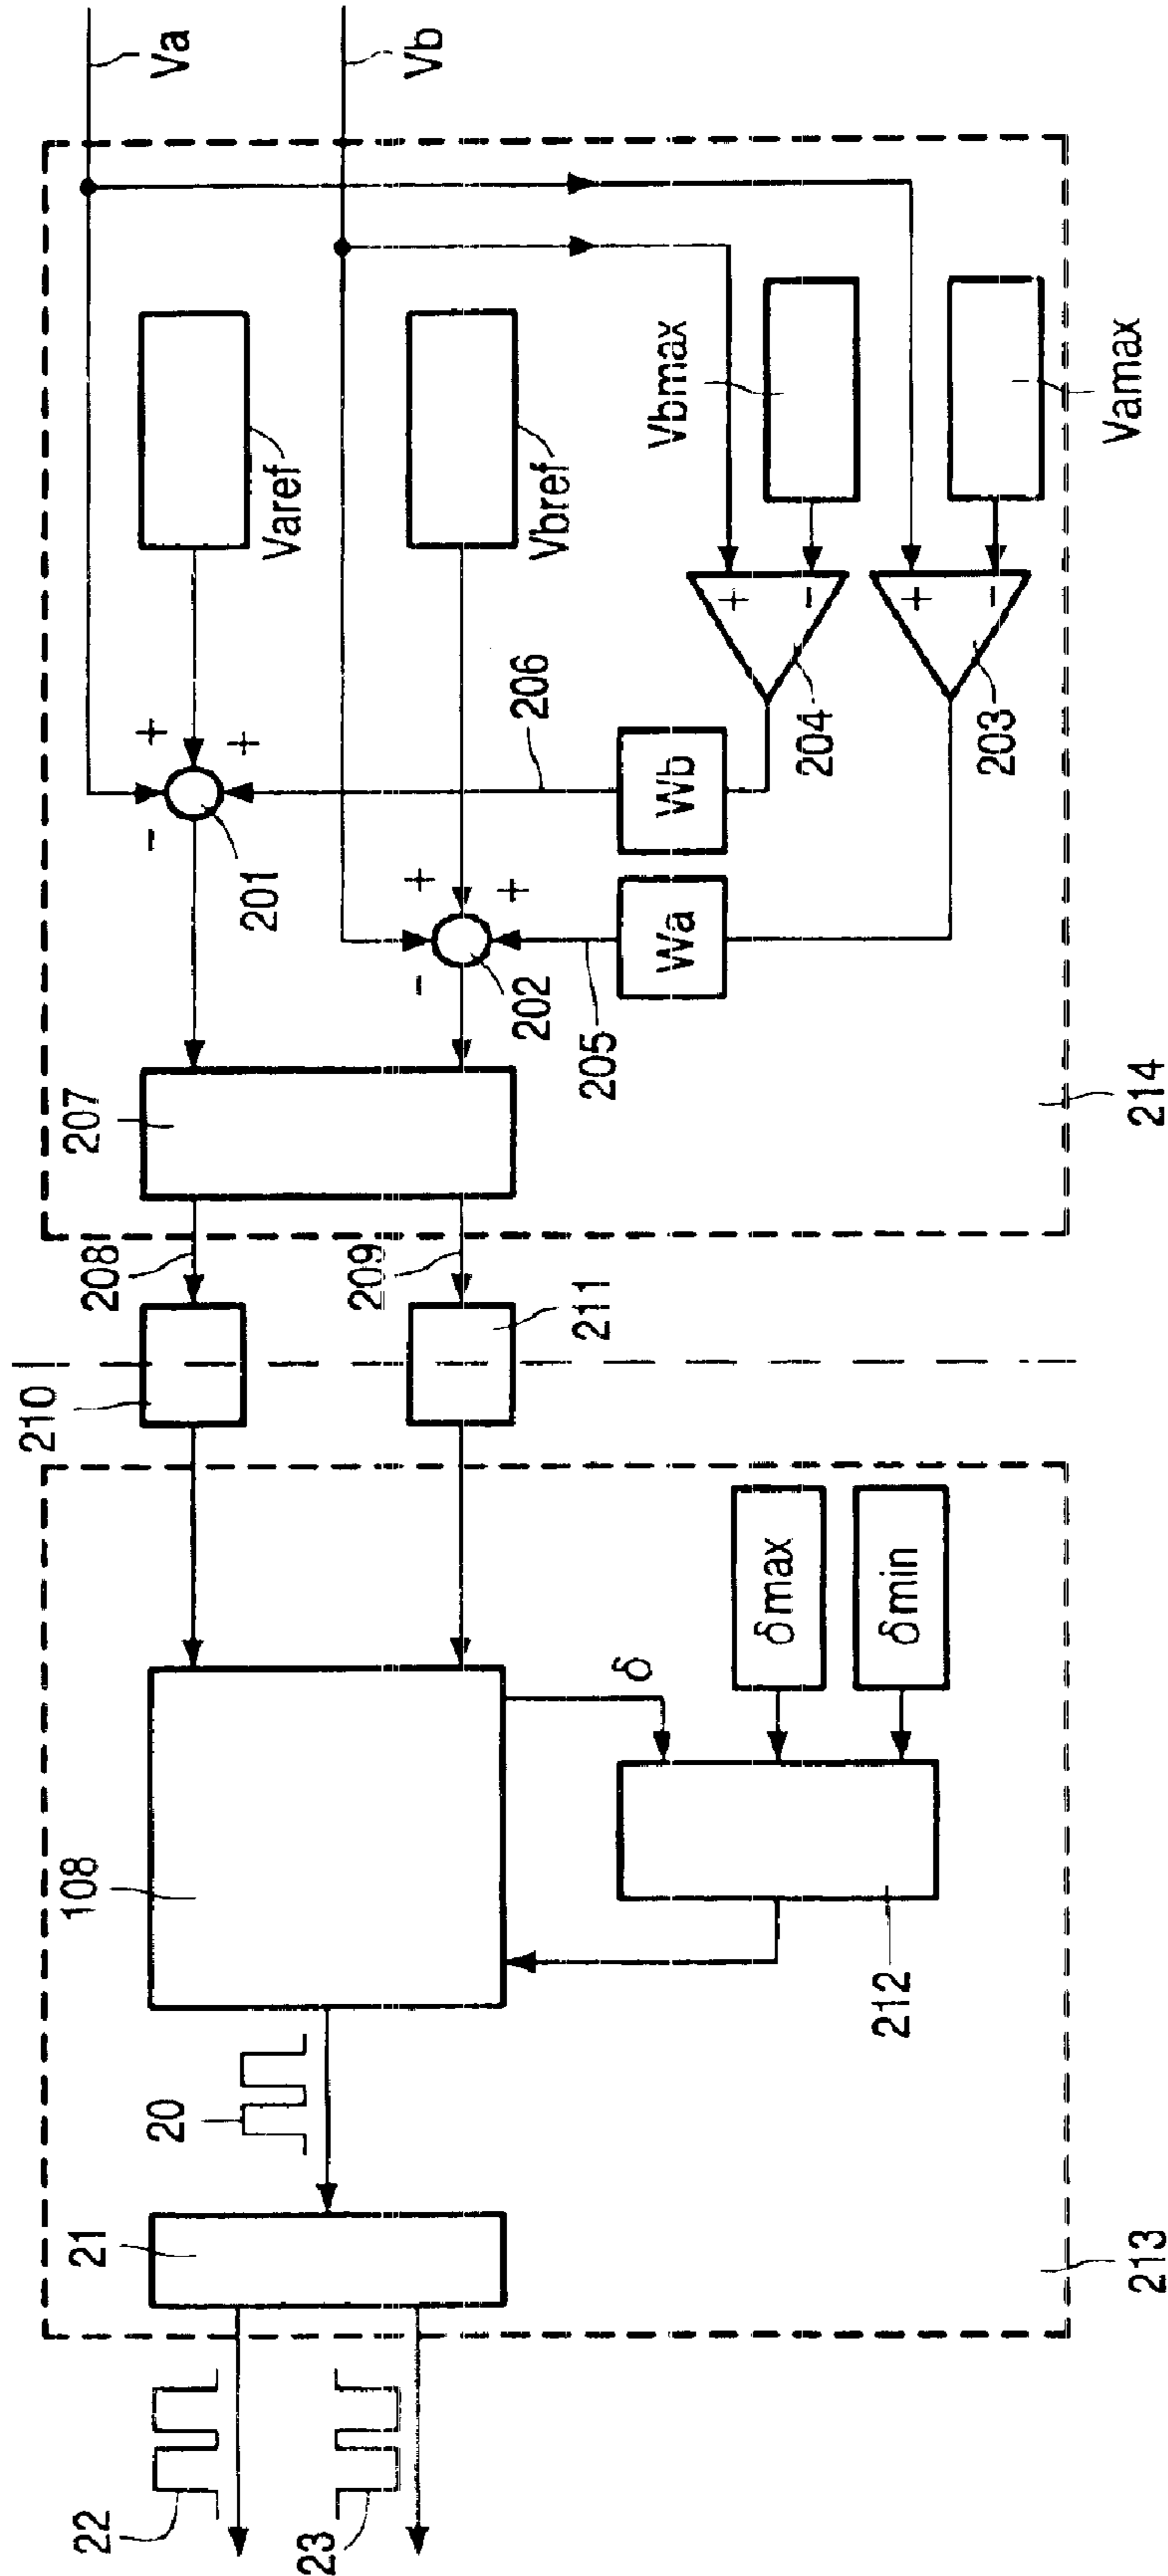 Va
Vb
Varef
Vbref
Vbmax
Vamax
+
+
-
201
+
+
-
202
+
-
204
+
-
203
206
Wb
Wa
205
207
214
208
209
210
211
108
δ
δmax
δmin
212
20
21
213
22
23